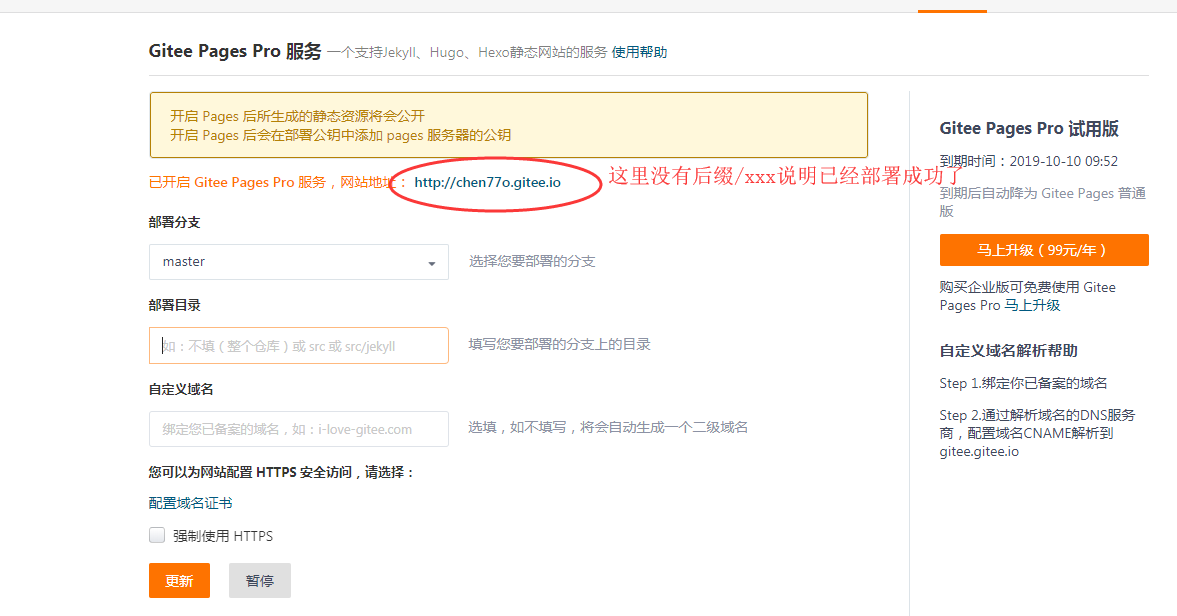 Gitee Pages Pro 服务 一个支持Jekyll、Hugo、Hexo静态网站的服务 使用帮助
开启 Pages 后所生成的静态资源将会公开
开启 Pages 后会在部署公钥中添加 pages 服务器的公钥
已开启 Gitee Pages Pro 服务，网站地址： http://chen77o.gitee.io
这里没有后缀/xxx说明已经部署成功了
部署分支
master
选择您要部署的分支
部署目录
如：不填（整个仓库）或 src 或 src/jekyll
填写您要部署的分支上的目录
自定义域名
绑定您已备案的域名，如：i-love-gitee.com
选填，如不填写，将会自动生成一个二级域名
您可以为网站配置 HTTPS 安全访问，请选择：
配置域名证书
强制使用 HTTPS
更新
暂停
Gitee Pages Pro 试用版
到期时间：2019-10-10 09:52
到期后自动降为 Gitee Pages 普通
版
马上升级（99元/年）
购买企业版可免费使用 Gitee
Pages Pro 马上升级
自定义域名解析帮助
Step 1.绑定你已备案的域名
Step 2.通过解析域名的DNS服务
商，配置域名CNAME解析到
gitee.gitee.io